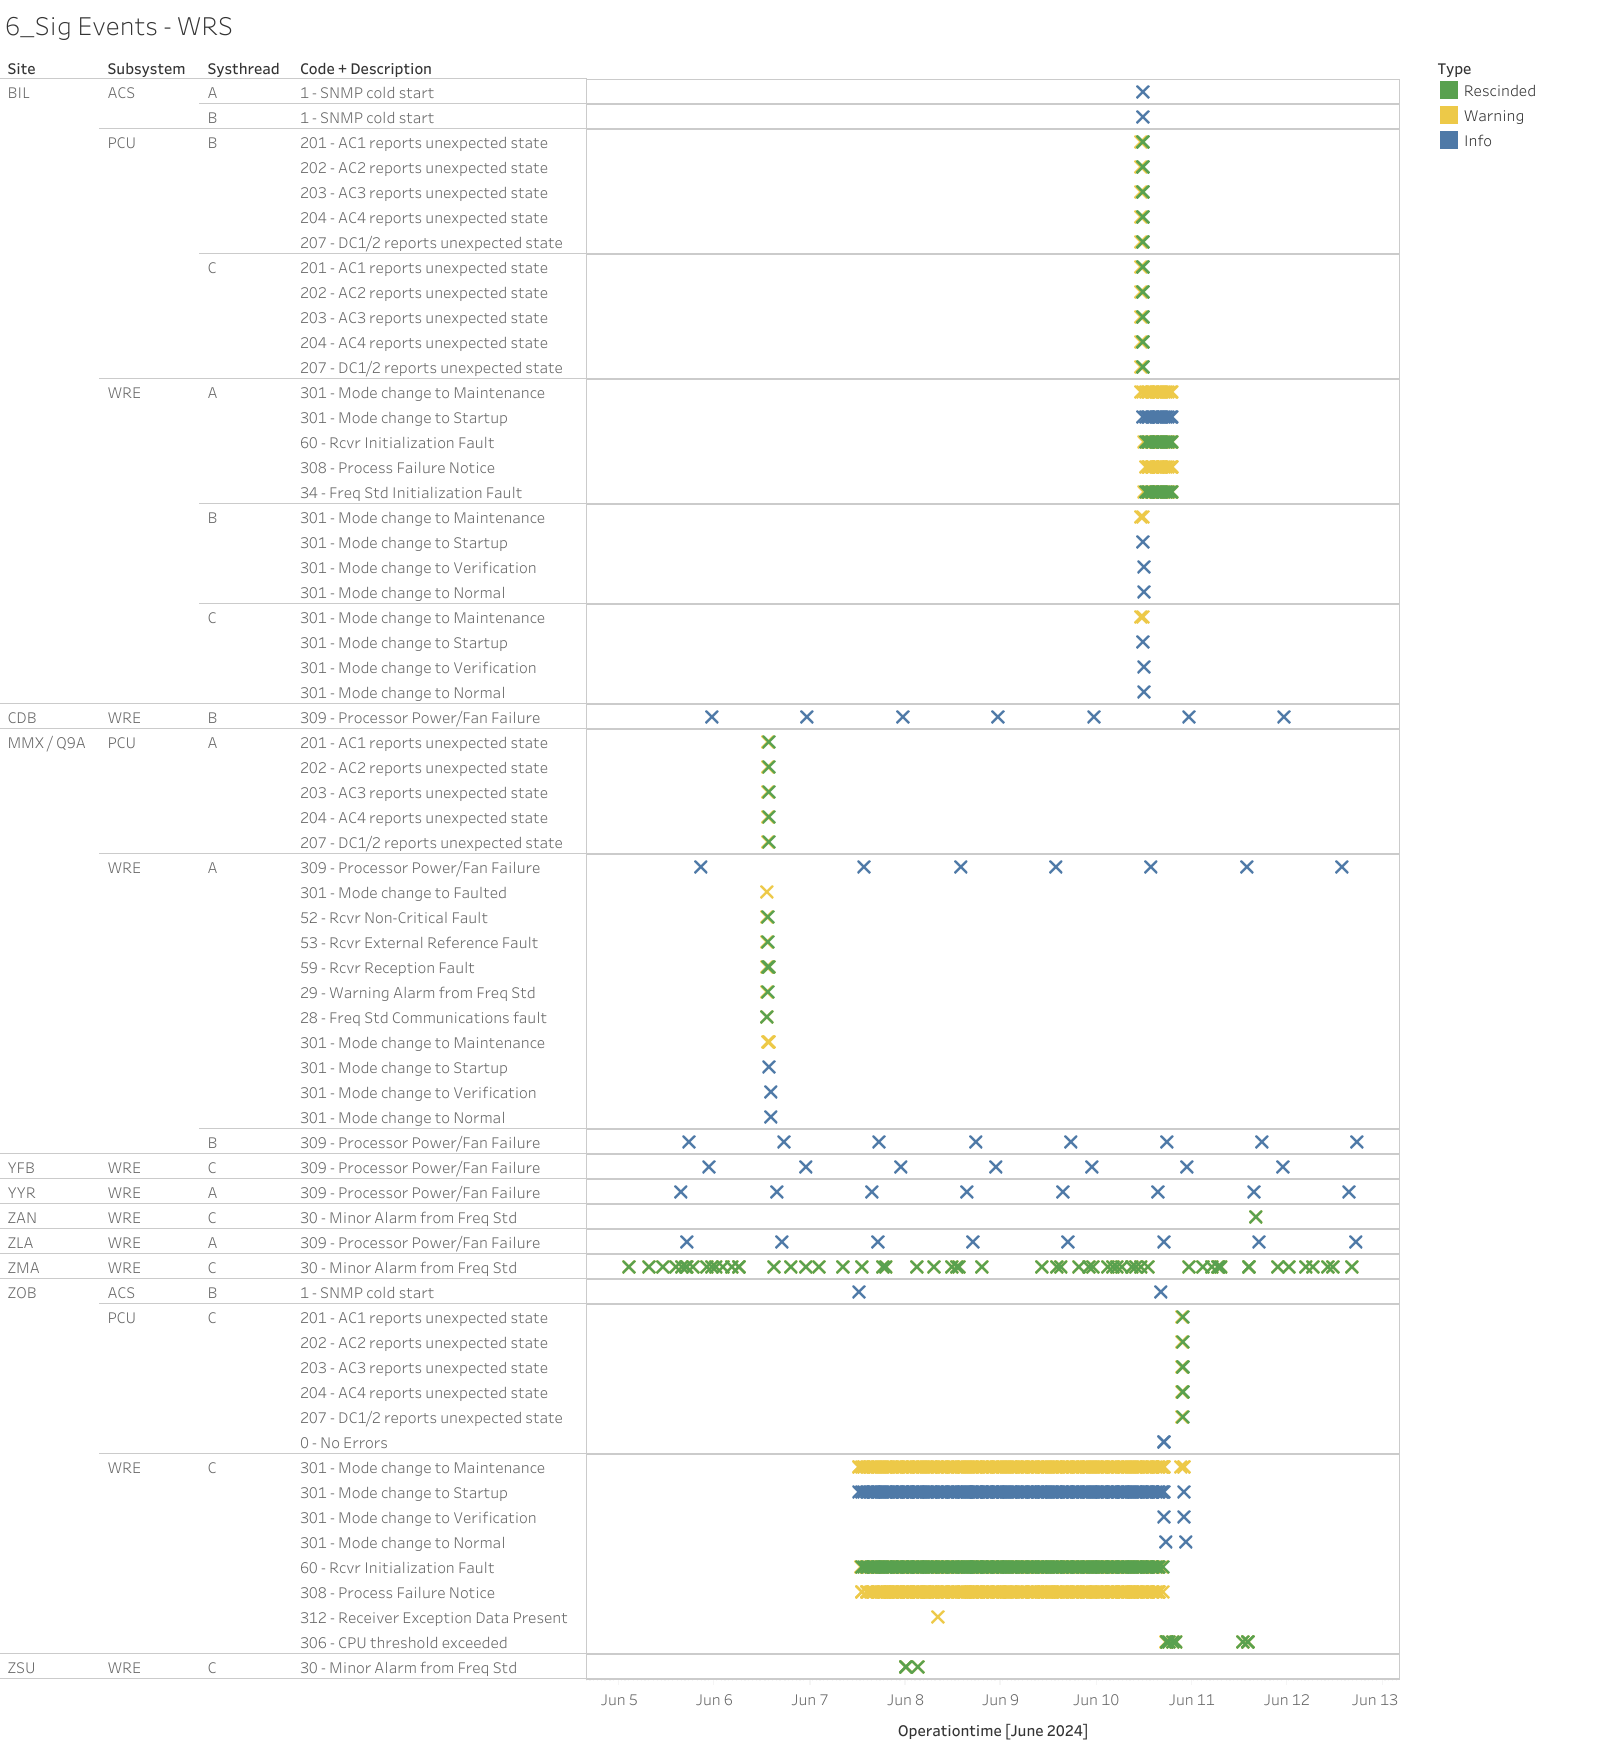 6_Sig Events - WRS
Site Subsystem Systhread Code + Description
Type
Rescinded
Warning
Info
BIL ACS A 1 - SNMP cold start
B 1 - SNMP cold start
PCU B 201 - AC1 reports unexpected state
202 - AC2 reports unexpected state
203 - AC3 reports unexpected state
204 - AC4 reports unexpected state
207 - DC1/2 reports unexpected state
C 201 - AC1 reports unexpected state
202 - AC2 reports unexpected state
203 - AC3 reports unexpected state
204 - AC4 reports unexpected state
207 - DC1/2 reports unexpected state
WRE A 301 - Mode change to Maintenance
301 - Mode change to Startup
60 - Rcvr Initialization Fault
308 - Process Failure Notice
34 - Freq Std Initialization Fault
B 301 - Mode change to Maintenance
301 - Mode change to Startup
301 - Mode change to Verification
301 - Mode change to Normal
C 301 - Mode change to Maintenance
301 - Mode change to Startup
301 - Mode change to Verification
301 - Mode change to Normal
CDB WRE B 309 - Processor Power/Fan Failure
MMX / Q9A PCU A 201 - AC1 reports unexpected state
202 - AC2 reports unexpected state
203 - AC3 reports unexpected state
204 - AC4 reports unexpected state
207 - DC1/2 reports unexpected state
WRE A 309 - Processor Power/Fan Failure
301 - Mode change to Faulted
52 - Rcvr Non-Critical Fault
53 - Rcvr External Reference Fault
59 - Rcvr Reception Fault
29 - Warning Alarm from Freq Std
28 - Freq Std Communications fault
301 - Mode change to Maintenance
301 - Mode change to Startup
301 - Mode change to Verification
301 - Mode change to Normal
B 309 - Processor Power/Fan Failure
YFB WRE C 309 - Processor Power/Fan Failure
YYR WRE A 309 - Processor Power/Fan Failure
ZAN WRE C 30 - Minor Alarm from Freq Std
ZLA WRE A 309 - Processor Power/Fan Failure
ZMA WRE C 30 - Minor Alarm from Freq Std
ZOB ACS B 1 - SNMP cold start
PCU C 201 - AC1 reports unexpected state
202 - AC2 reports unexpected state
203 - AC3 reports unexpected state
204 - AC4 reports unexpected state
207 - DC1/2 reports unexpected state
0 - No Errors
WRE C 301 - Mode change to Maintenance
301 - Mode change to Startup
301 - Mode change to Verification
301 - Mode change to Normal
60 - Rcvr Initialization Fault
308 - Process Failure Notice
312 - Receiver Exception Data Present
306 - CPU threshold exceeded
ZSU WRE C 30 - Minor Alarm from Freq Std
Jun 5 Jun 6 Jun 7 Jun 8 Jun 9 Jun 10 Jun 11 Jun 12 Jun 13
Operationtime [June 2024]